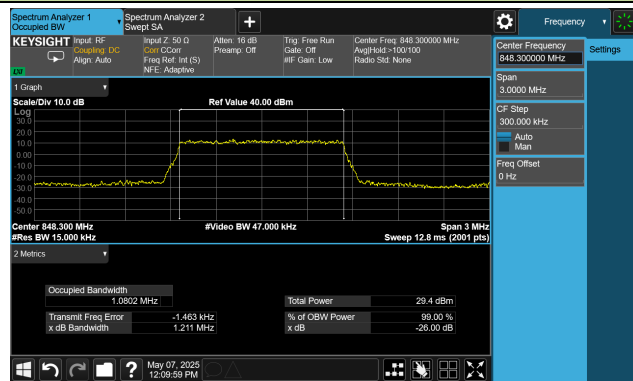 Spectrum Analyzer 1
Occupied BW
Spectrum Analyzer 2
Swept SA
Frequency
KEYSIGHT
Input: RF
Coupling: DC
Align: Auto
Input Z: 50 Ω
Corr CCorr
Freq Ref: Int (S)
NFE: Adaptive
Atten: 16 dB
Preamp: Off
Trig: Free Run
Gate: Off
#IF Gain: Low
Center Freq: 848.300000 MHz
Avg|Hold:>100/100
Radio Std: None
LXI
Center Frequency
848.300000 MHz
Settings
Span
3.0000 MHz
CF Step
300.000 kHz
Auto
Man
Freq Offset
0 Hz
1 Graph
Scale/Div 10.0 dB
Ref Value 40.00 dBm
Log
30.0
20.0
10.0
0.00
-10.0
-20.0
-30.0
-40.0
-50.0
Center 848.300 MHz
#Video BW 47.000 kHz
Span 3 MHz
#Res BW 15.000 kHz
Sweep 12.8 ms (2001 pts)
2 Metrics
Occupied Bandwidth
1.0802 MHz
Total Power 29.4 dBm
Transmit Freq Error -1.463 kHz
% of OBW Power 99.00 %
x dB Bandwidth 1.211 MHz
x dB -26.00 dB
May 07, 2025
12:09:59 PM